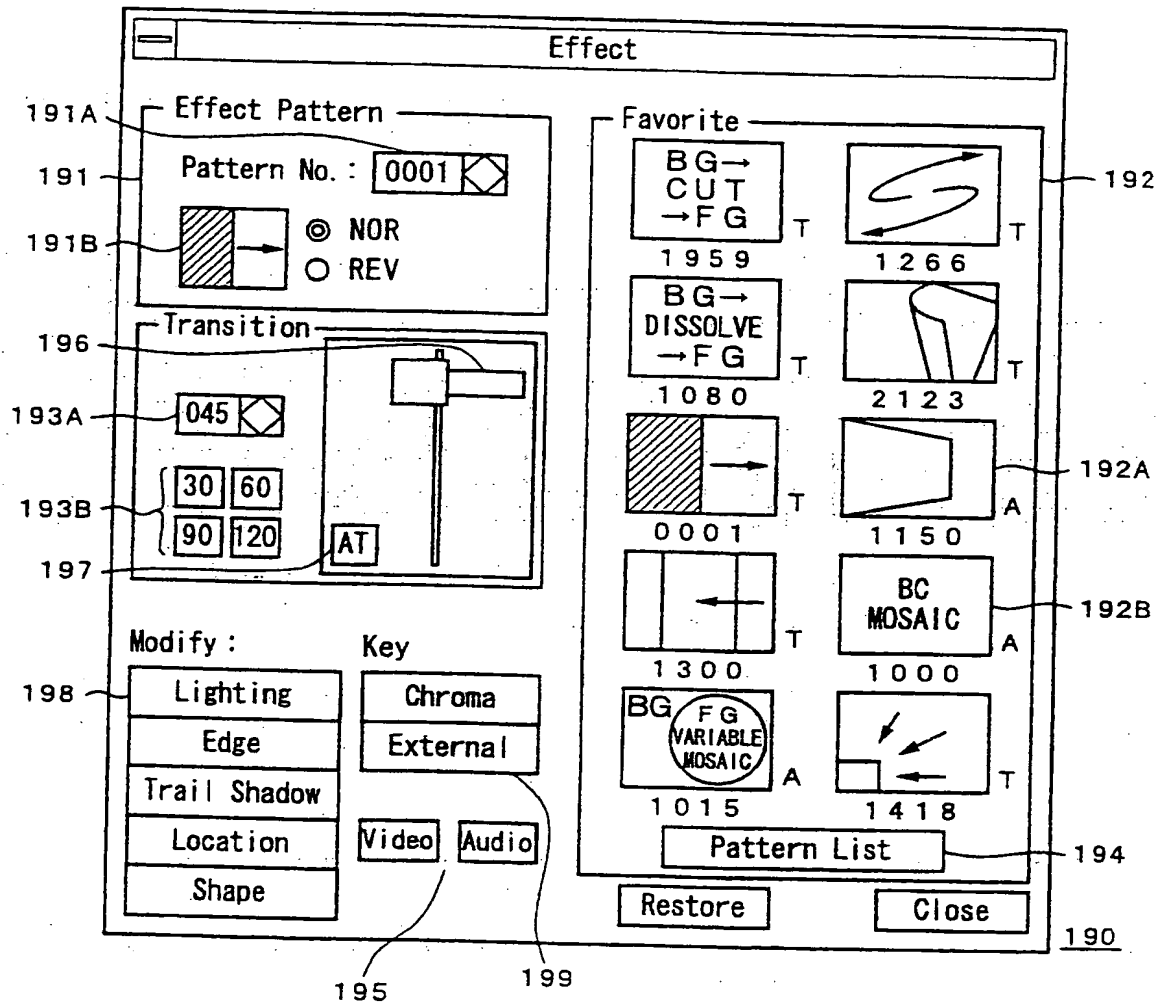 Effect
191A
Effect Pattern
191
Pattern No. : 0001
191B
NOR
REV
Transition
196
193A
045
193B
30 60
90 120
197
AT
Modify :
198
Lighting
Edge
Trail Shadow
Location
Shape
Key
Chroma
External
Video Audio
195
199
Favorite
192
BG→
CUT
→FG
T
1959
T
1266
BG→
DISSOLVE
→FG
T
1080
T
2123
T
0001
192A
A
1150
T
1300
BC
MOSAIC
192B
A
1000
BG
FG
VARIABLE
MOSAIC
A
1015
T
1418
Pattern List
194
Restore
Close
190